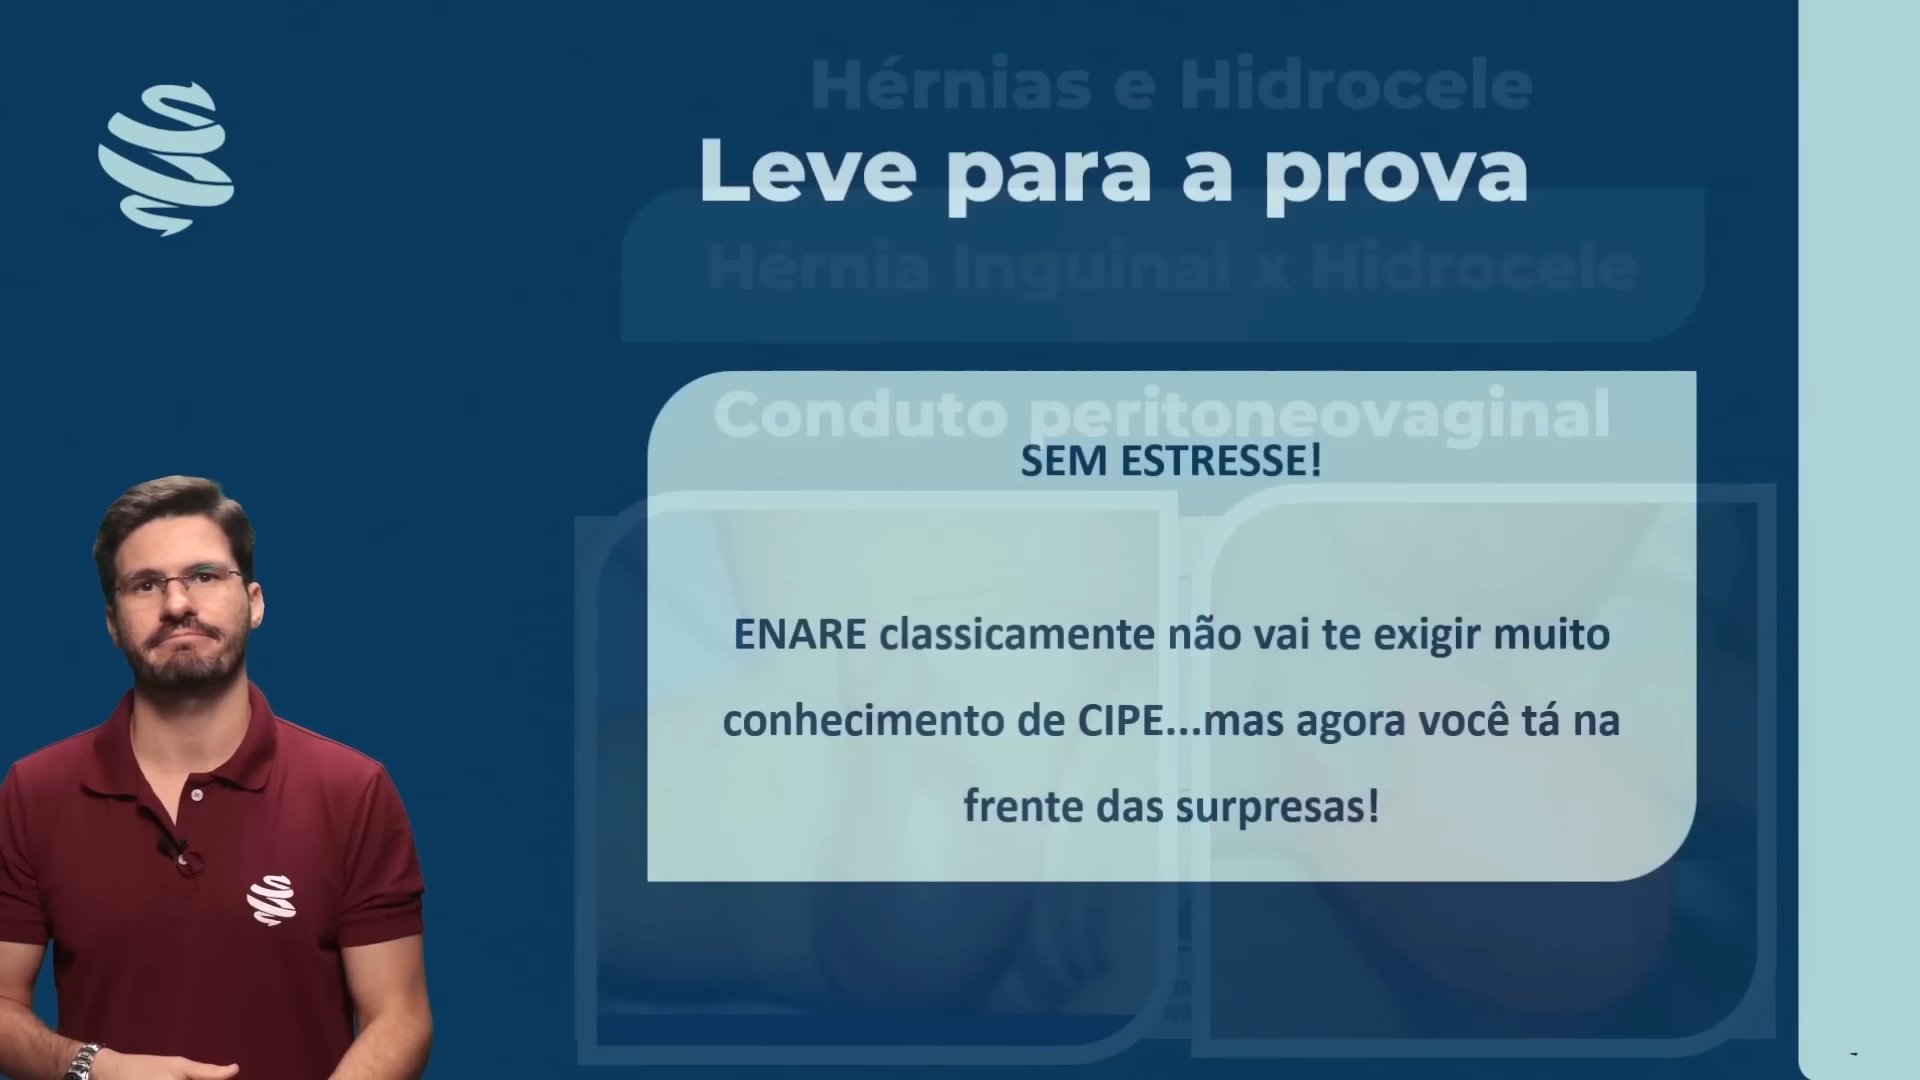 Hérnias e Hidrocele
Leve para a prova
Hérnia Inguinal x Hidrocele
Conduto peritoneovaginal
SEM ESTRESSE!
ENARE classicamente não vai te exigir muito
conhecimento de CIPE...mas agora você tá na
frente das surpresas!